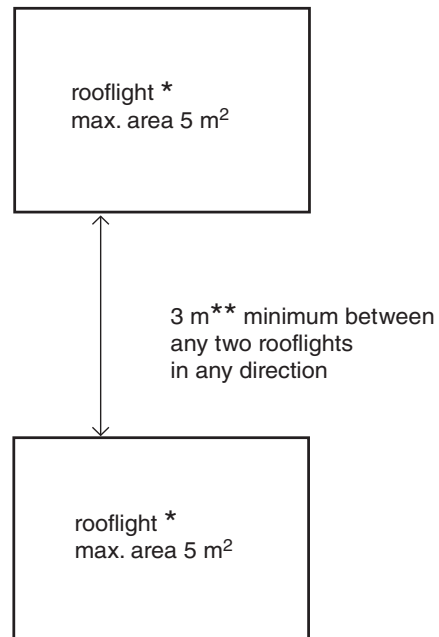 rooflight *
max. area 5 m²
3 m** minimum between
any two rooflights
in any direction
rooflight *
max. area 5 m²